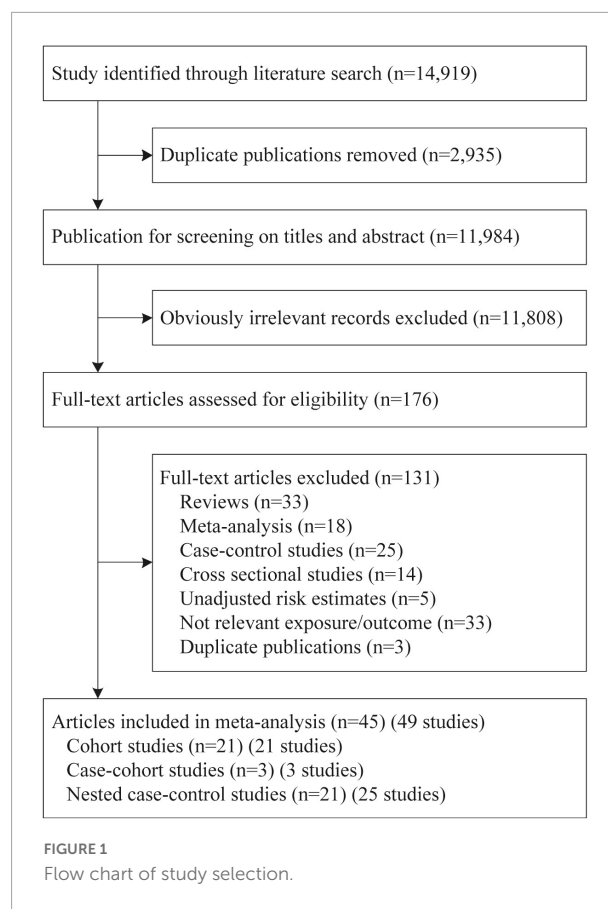 Study identified through literature search (n=14,919)
Duplicate publications removed (n=2,935)
Publication for screening on titles and abstract (n=11,984)
Obviously irrelevant records excluded (n=11,808)
Full-text articles assessed for eligibility (n=176)
Full-text articles excluded (n=131)
Reviews (n=33)
Meta-analysis (n=18)
Case-control studies (n=25)
Cross sectional studies (n=14)
Unadjusted risk estimates (n=5)
Not relevant exposure/outcome (n=33)
Duplicate publications (n=3)
Articles included in meta-analysis (n=45) (49 studies)
Cohort studies (n=21) (21 studies)
Case-cohort studies (n=3) (3 studies)
Nested case-control studies (n=21) (25 studies)
FIGURE 1
Flow chart of study selection.